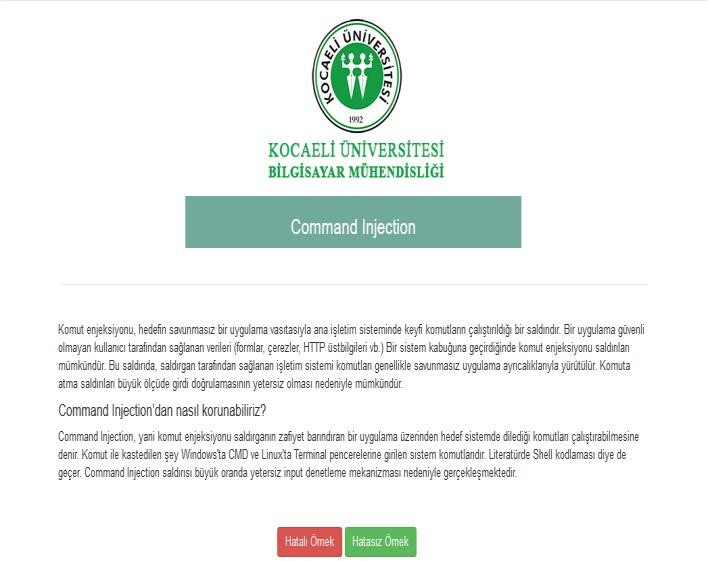 KOCAELİ ÜNİVERSİTESİ
1992
KOCAELİ ÜNİVERSİTESİ
BİLGİSAYAR MÜHENDİSLİĞİ
Command Injection
Komut enjeksiyonu, hedefin savunmasız bir uygulama vasıtasıyla ana işletim sisteminde keyfi komutların çalıştırıldığı bir saldırıdır. Bir uygulama güvenli
olmayan kullanıcı tarafından sağlanan verileri (formlar, çerezler, HTTP üstbilgileri vb.) Bir sistem kabuğuna geçirdiğinde komut enjeksiyonu saldırıları
mümkündür. Bu saldırıda, saldırgan tarafından sağlanan işletim sistemi komutları genellikle savunmasız uygulama ayrıcalıklarıyla yürütülür. Komuta
atma saldırıları büyük ölçüde girdi doğrulamasının yetersiz olması nedeniyle mümkündür.
Command Injection'dan nasıl korunabiliriz?
Command Injection, yani komut enjeksiyonu saldırganın zafiyet barındıran bir uygulama üzerinden hedef sistemde dilediği komutları çalıştırabilmesine
denir. Komut ile kastedilen şey Windows'ta CMD ve Linux'ta Terminal pencerelerine girilen sistem komutlarıdır. Literatürde Shell kodlaması diye de
geçer. Command Injection saldırısı büyük oranda yetersiz input denetleme mekanizması nedeniyle gerçekleşmektedir.
Hatalı Örnek
Hatasız Örnek